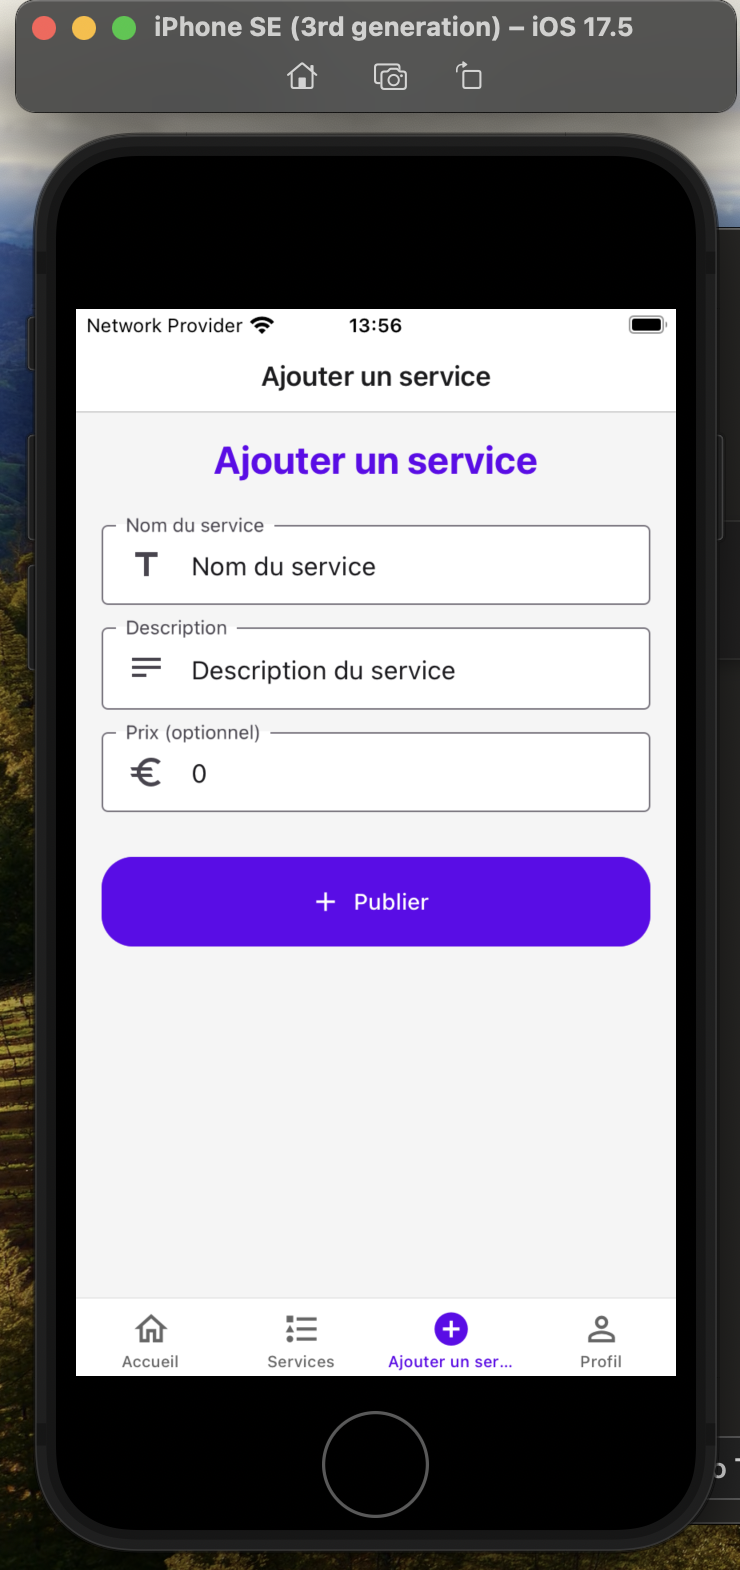 iPhone SE (3rd generation) – iOS 17.5
Network Provider 13:56
Ajouter un service
Ajouter un service
Nom du service
Nom du service
Description
Description du service
Prix (optionnel)
€ 0
+ Publier
Accueil Services Ajouter un ser... Profil